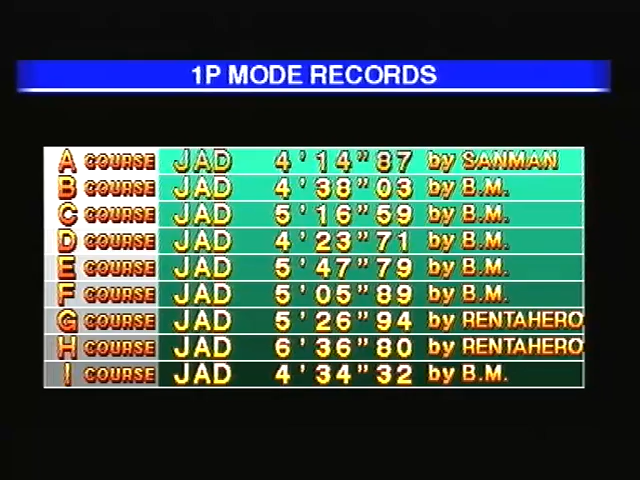 1P MODE RECORDS
A COURSE JAD 4'14"87 by SANMAN
B COURSE JAD 4'38"03 by B.M.
C COURSE JAD 5'16"59 by B.M.
D COURSE JAD 4'23"71 by B.M.
E COURSE JAD 5'47"79 by B.M.
F COURSE JAD 5'05"89 by B.M.
G COURSE JAD 5'26"94 by RENTAHERO
H COURSE JAD 6'36"80 by RENTAHERO
I COURSE JAD 4'34"32 by B.M.